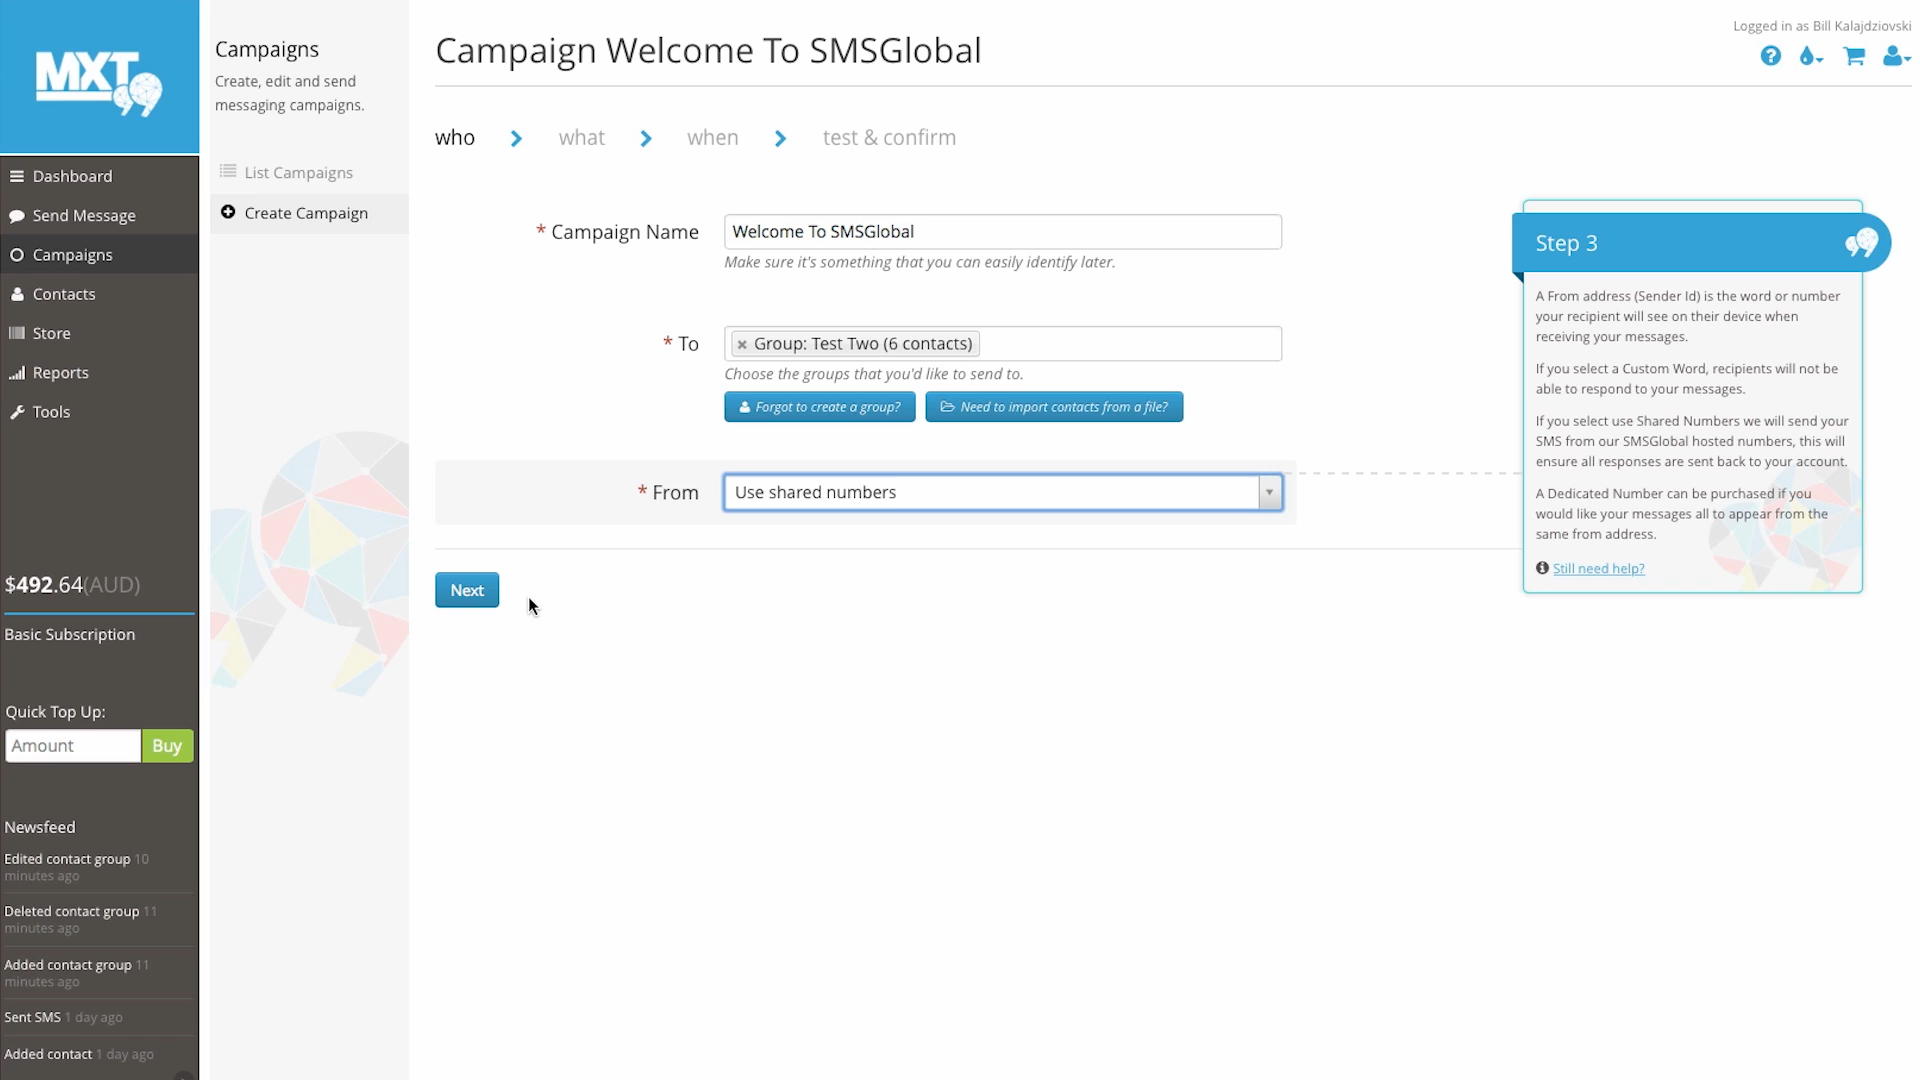 MXT
Dashboard
Send Message
Campaigns
Contacts
Store
Reports
Tools
$492.64(AUD)
Basic Subscription
Quick Top Up:
Amount
Buy
Newsfeed
Edited contact group 10
minutes ago
Deleted contact group 11
minutes ago
Added contact group 11
minutes ago
Sent SMS 1 day ago
Added contact 1 day ago
Campaigns
Create, edit and send
messaging campaigns.
List Campaigns
Create Campaign
Logged in as Bill Kalajdziovski
Campaign Welcome To SMSGlobal
who
what
when
test & confirm
* Campaign Name
Welcome To SMSGlobal
Make sure it's something that you can easily identify later.
* To
Group: Test Two (6 contacts)
Choose the groups that you'd like to send to.
Forgot to create a group?
Need to import contacts from a file?
* From
Use shared numbers
Next
Step 3
A From address (Sender Id) is the word or number
your recipient will see on their device when
receiving your messages.
If you select a Custom Word, recipients will not be
able to respond to your messages.
If you select use Shared Numbers we will send your
SMS from our SMSGlobal hosted numbers, this will
ensure all responses are sent back to your account.
A Dedicated Number can be purchased if you
would like your messages all to appear from the
same from address.
Still need help?